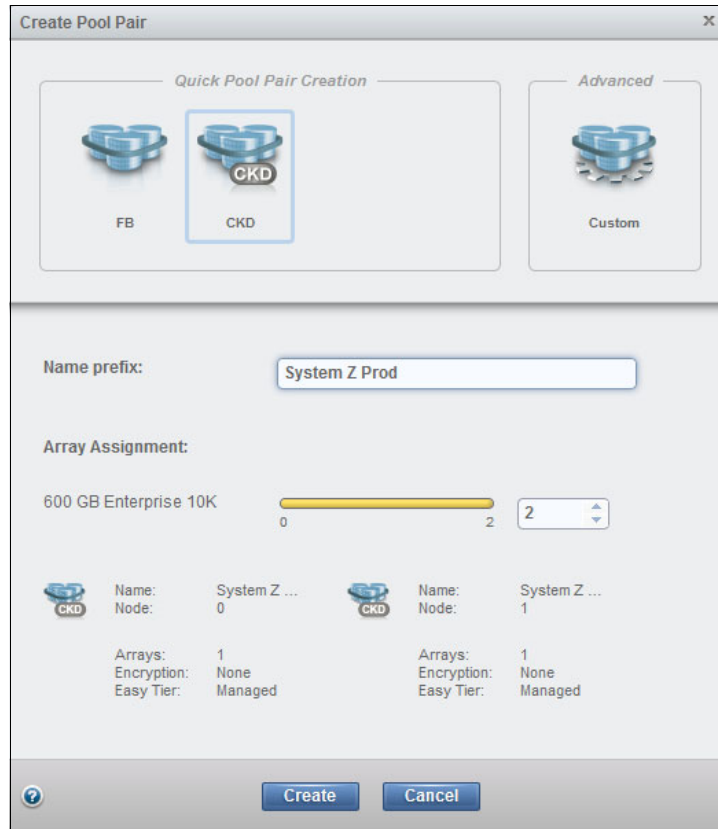 Create Pool Pair x
Quick Pool Pair Creation
Advanced
CKD
FB
CKD
Custom
Name prefix: System Z Prod
Array Assignment:
600 GB Enterprise 10K 2
0 2
CKD
Name: System Z ...
Node: 0
Arrays: 1
Encryption: None
Easy Tier: Managed
CKD
Name: System Z ...
Node: 1
Arrays: 1
Encryption: None
Easy Tier: Managed
? Create Cancel